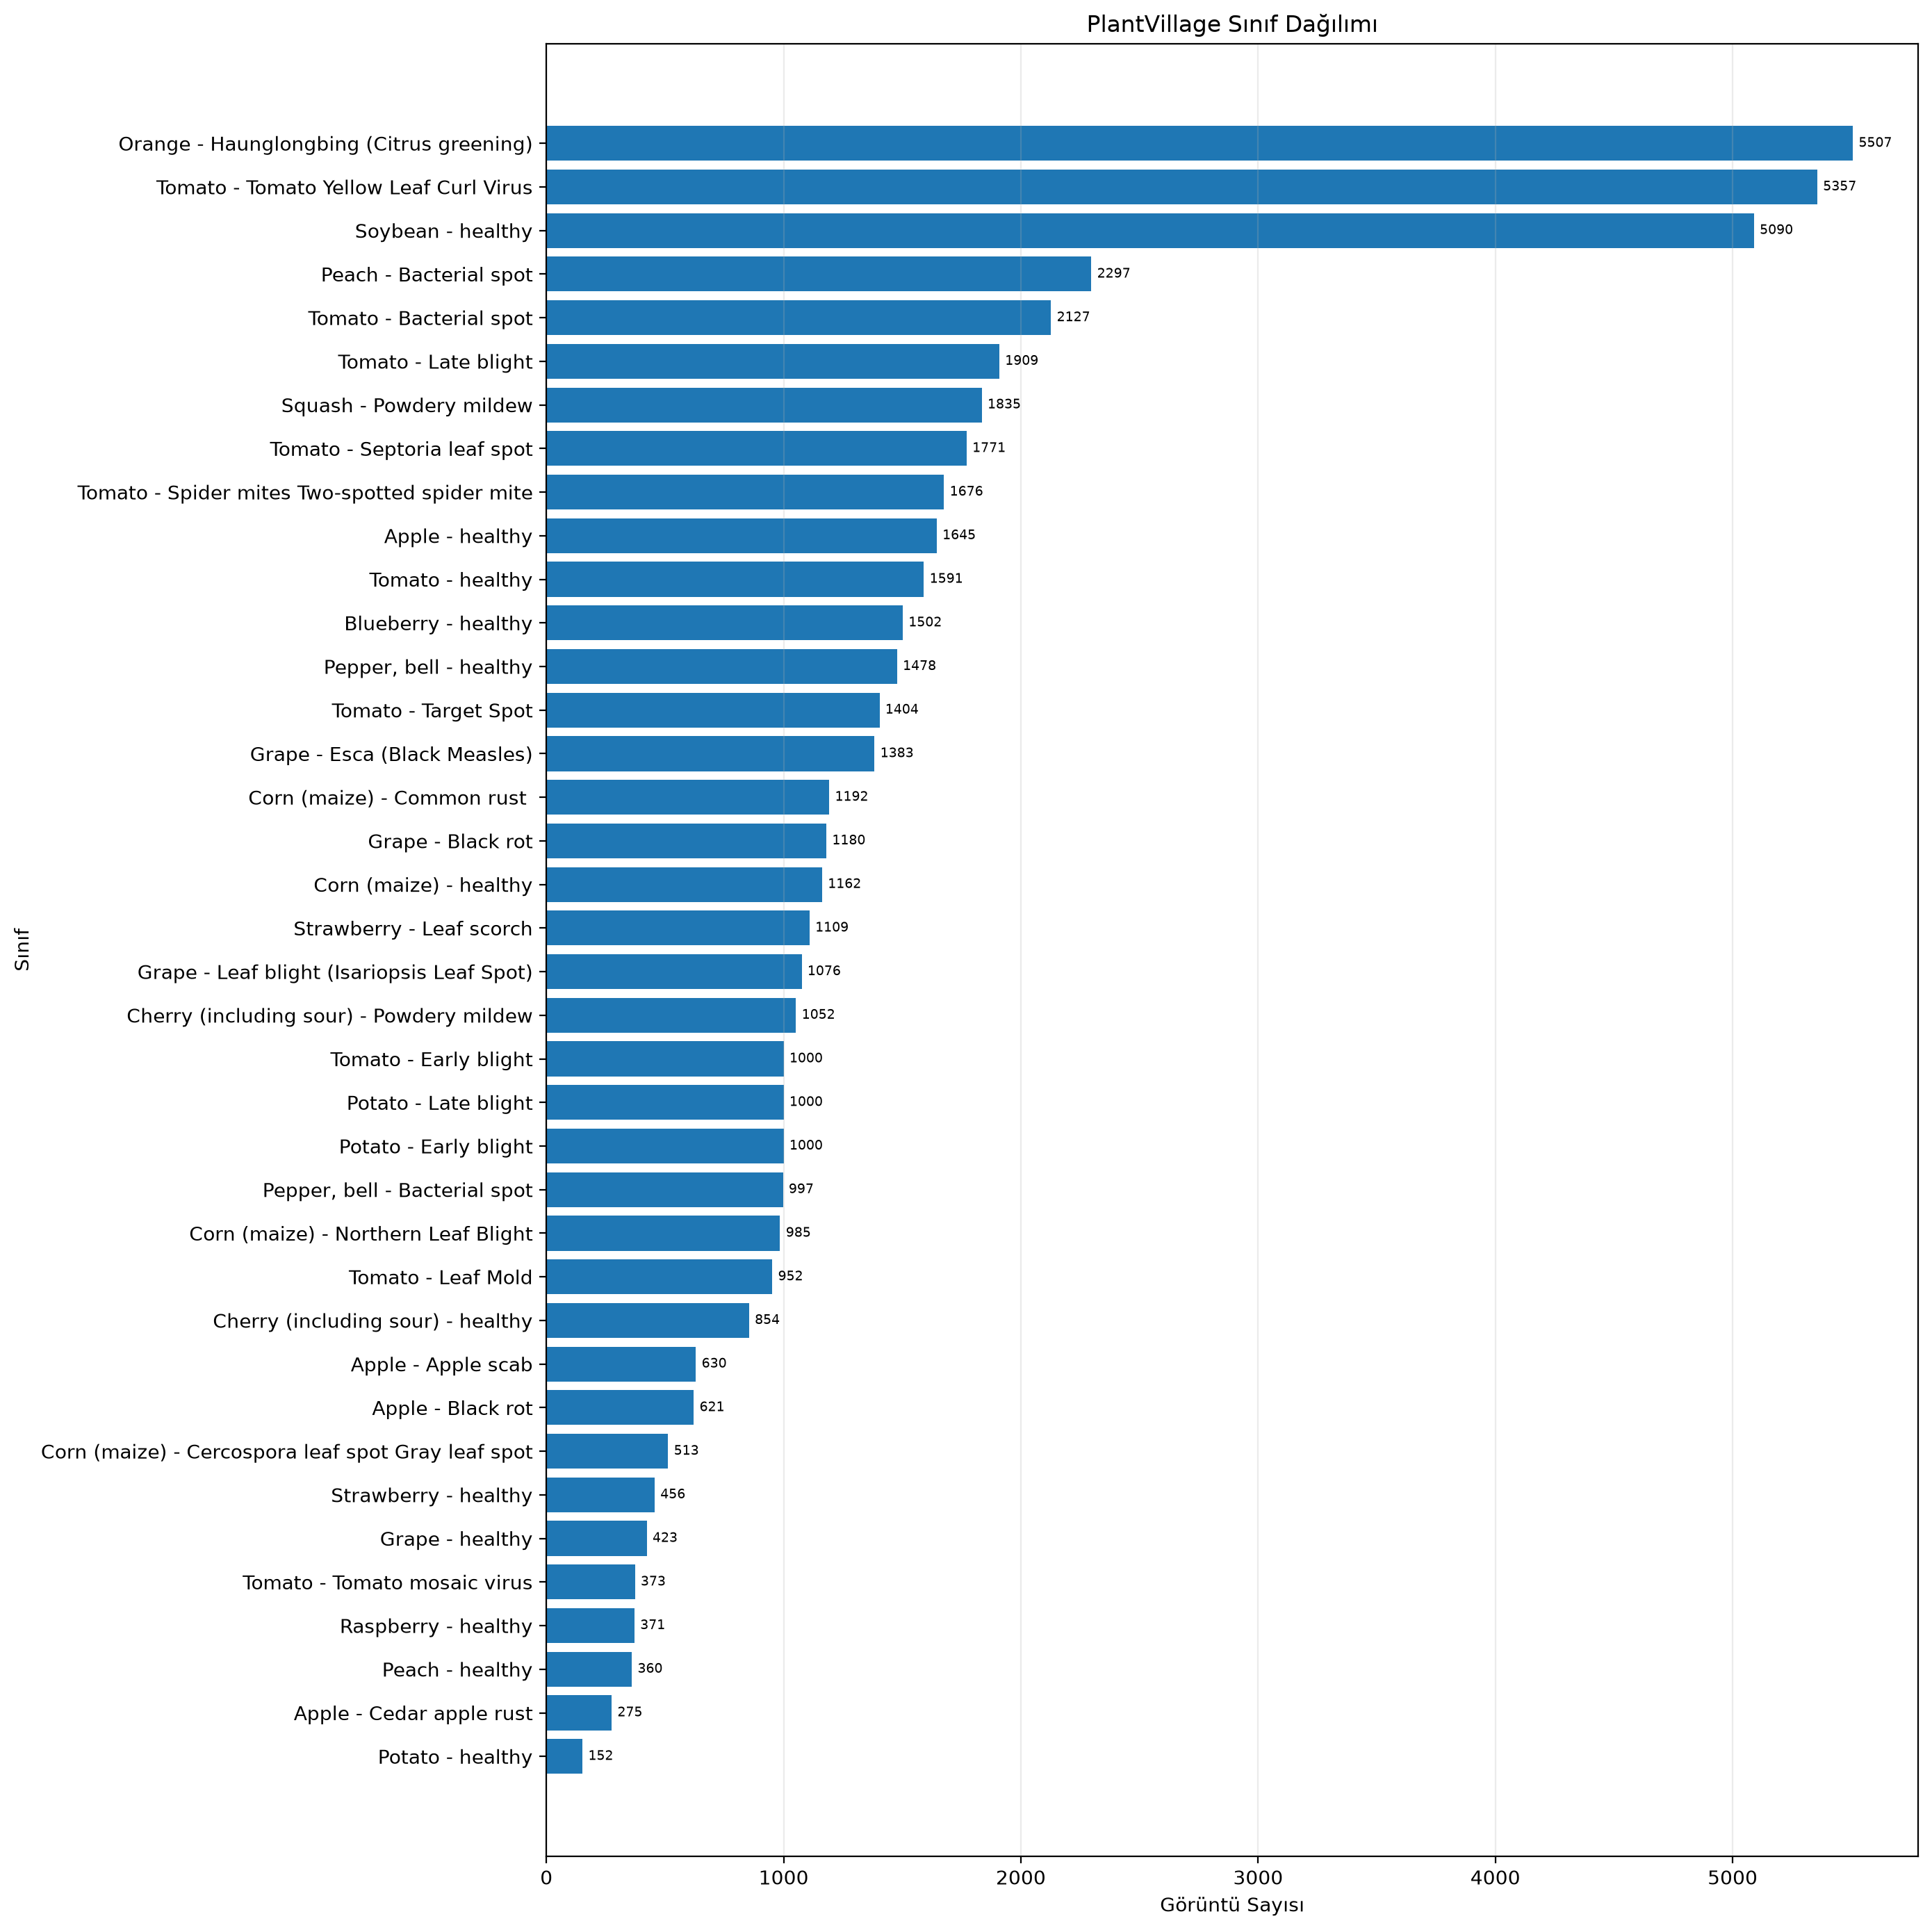 PlantVillage Sınıf Dağılımı
Orange - Haunglongbing (Citrus greening) 5507
Tomato - Tomato Yellow Leaf Curl Virus 5357
Soybean - healthy 5090
Peach - Bacterial spot 2297
Tomato - Bacterial spot 2127
Tomato - Late blight 1909
Squash - Powdery mildew 1835
Tomato - Septoria leaf spot 1771
Tomato - Spider mites Two-spotted spider mite 1676
Apple - healthy 1645
Tomato - healthy 1591
Blueberry - healthy 1502
Pepper, bell - healthy 1478
Tomato - Target Spot 1404
Grape - Esca (Black Measles) 1383
Corn (maize) - Common rust 1192
Grape - Black rot 1180
Corn (maize) - healthy 1162
Strawberry - Leaf scorch 1109
Grape - Leaf blight (Isariopsis Leaf Spot) 1076
Cherry (including sour) - Powdery mildew 1052
Tomato - Early blight 1000
Potato - Late blight 1000
Potato - Early blight 1000
Pepper, bell - Bacterial spot 997
Corn (maize) - Northern Leaf Blight 985
Tomato - Leaf Mold 952
Cherry (including sour) - healthy 854
Apple - Apple scab 630
Apple - Black rot 621
Corn (maize) - Cercospora leaf spot Gray leaf spot 513
Strawberry - healthy 456
Grape - healthy 423
Tomato - Tomato mosaic virus 373
Raspberry - healthy 371
Peach - healthy 360
Apple - Cedar apple rust 275
Potato - healthy 152
Sınıf
0 1000 2000 3000 4000 5000
Görüntü Sayısı